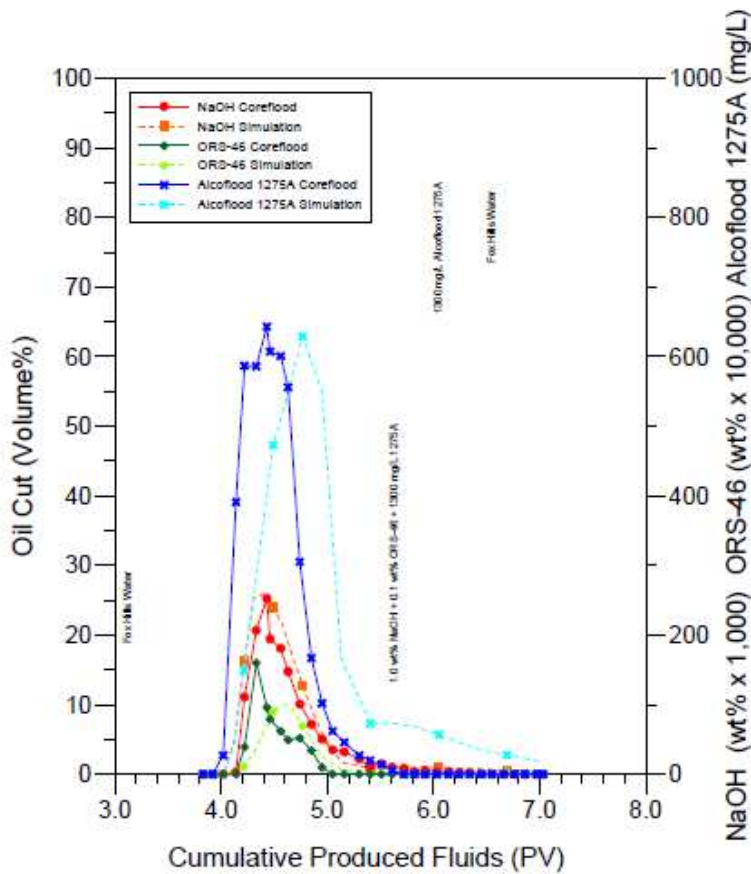 NaOH Coreflood
NaOH Simulation
ORS-46 Coreflood
ORS-46 Simulation
Alcoflood 1275A Coreflood
Alcoflood 1275A Simulation
100
90
80
70
60
50
40
30
20
10
0
Oil Cut (Volume%)
1000
800
600
400
200
0
NaOH (wt% x 1,000) ORS-46 (wt% x 10,000) Alcoflood 1275A (mg/L)
Fox Hills Water
1.0 wt% NaOH + 0.1 wt% ORS-46 + 1300 mg/L 1275A
1300 mg/L Alcoflood 1275A
Fox Hills Water
3.0 4.0 5.0 6.0 7.0 8.0
Cumulative Produced Fluids (PV)